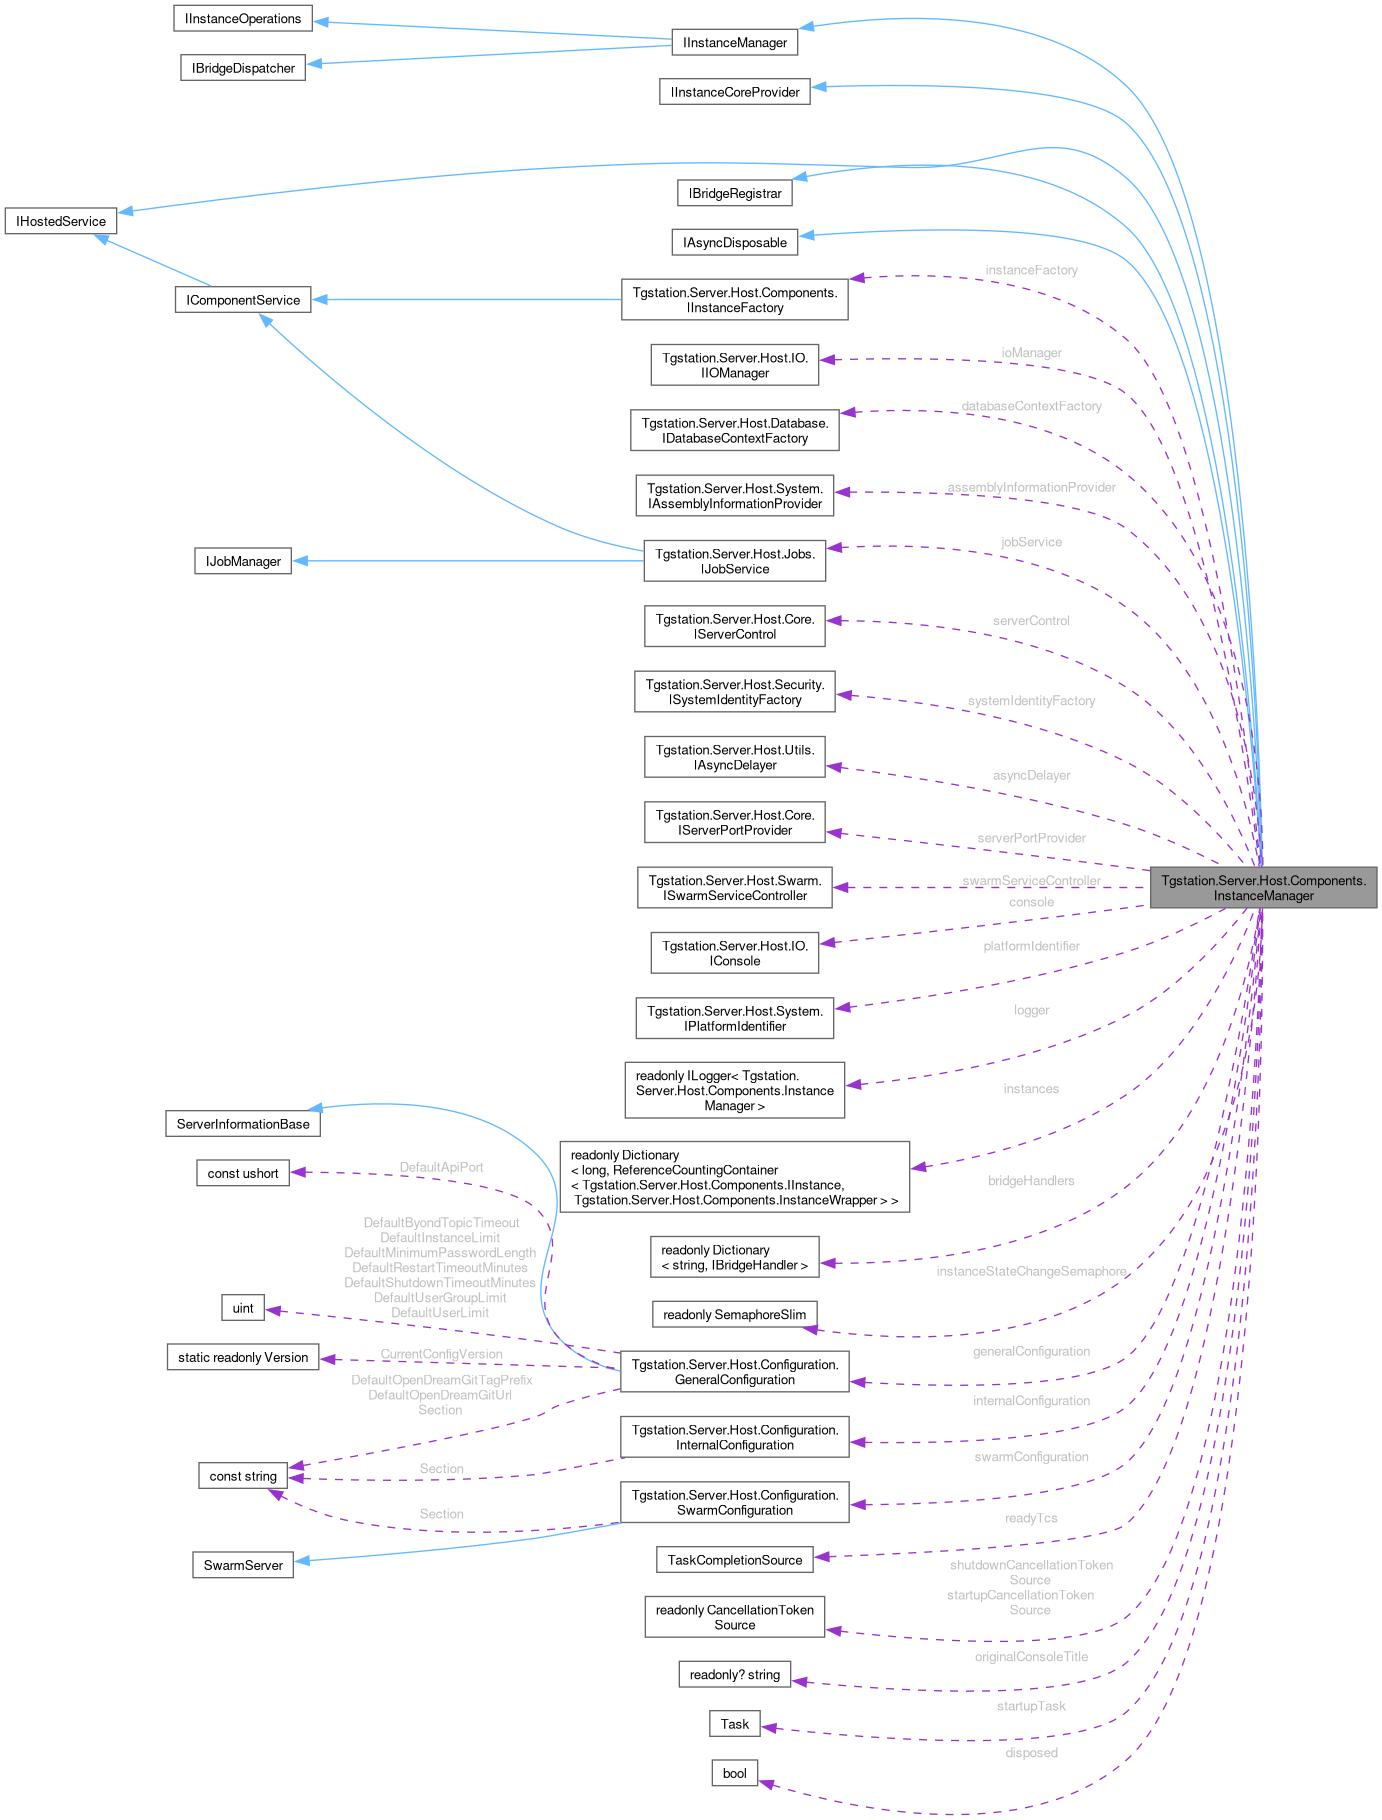 IInstanceOperations
IInstanceManager
IBridgeDispatcher
IInstanceCoreProvider
IBridgeRegistrar
IHostedService
IAsyncDisposable
IComponentService
instanceFactory
Tgstation.Server.Host.Components.
IInstanceFactory
ioManager
Tgstation.Server.Host.IO.
IIOManager
databaseContextFactory
Tgstation.Server.Host.Database.
IDatabaseContextFactory
assemblyInformationProvider
Tgstation.Server.Host.System.
IAssemblyInformationProvider
jobService
IJobManager
Tgstation.Server.Host.Jobs.
IJobService
serverControl
Tgstation.Server.Host.Core.
IServerControl
systemIdentityFactory
Tgstation.Server.Host.Security.
ISystemIdentityFactory
asyncDelayer
Tgstation.Server.Host.Utils.
IAsyncDelayer
serverPortProvider
Tgstation.Server.Host.Core.
IServerPortProvider
swarmServiceController
Tgstation.Server.Host.Swarm.
ISwarmServiceController
Tgstation.Server.Host.Components.
InstanceManager
console
Tgstation.Server.Host.IO.
IConsole
platformIdentifier
Tgstation.Server.Host.System.
IPlatformIdentifier
logger
readonly ILogger< Tgstation.
Server.Host.Components.Instance
Manager >
instances
readonly Dictionary
< long, ReferenceCountingContainer
< Tgstation.Server.Host.Components.IInstance,
Tgstation.Server.Host.Components.InstanceWrapper > >
bridgeHandlers
readonly Dictionary
< string, IBridgeHandler >
instanceStateChangeSemaphore
readonly SemaphoreSlim
generalConfiguration
Tgstation.Server.Host.Configuration.
GeneralConfiguration
ServerInformationBase
DefaultApiPort
const ushort
DefaultByondTopicTimeout
DefaultInstanceLimit
DefaultMinimumPasswordLength
DefaultRestartTimeoutMinutes
DefaultShutdownTimeoutMinutes
DefaultUserGroupLimit
DefaultUserLimit
uint
CurrentConfigVersion
static readonly Version
DefaultOpenDreamGitTagPrefix
DefaultOpenDreamGitUrl
Section
const string
internalConfiguration
Tgstation.Server.Host.Configuration.
InternalConfiguration
Section
swarmConfiguration
Tgstation.Server.Host.Configuration.
SwarmConfiguration
Section
SwarmServer
readyTcs
TaskCompletionSource
shutdownCancellationToken
Source
startupCancellationToken
Source
readonly CancellationToken
Source
originalConsoleTitle
readonly? string
startupTask
Task
disposed
bool